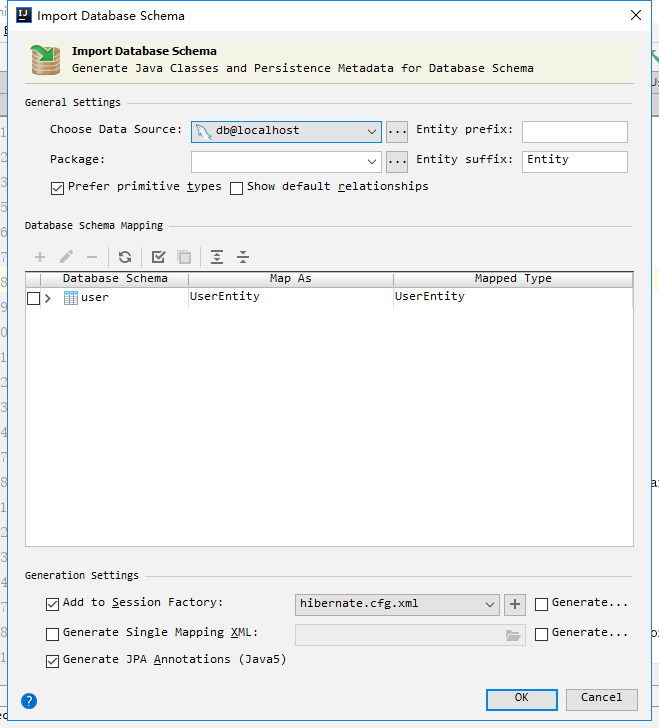 Import Database Schema
Import Database Schema
Generate Java Classes and Persistence Metadata for Database Schema
General Settings
Choose Data Source: db@localhost ... Entity prefix:
Package: ... Entity suffix: Entity
Prefer primitive types Show default relationships
Database Schema Mapping
Database Schema Map As Mapped Type
user UserEntity UserEntity
Generation Settings
Add to Session Factory: hibernate.cfg.xml Generate...
Generate Single Mapping XML: Generate...
Generate JPA Annotations (Java5)
? OK Cancel